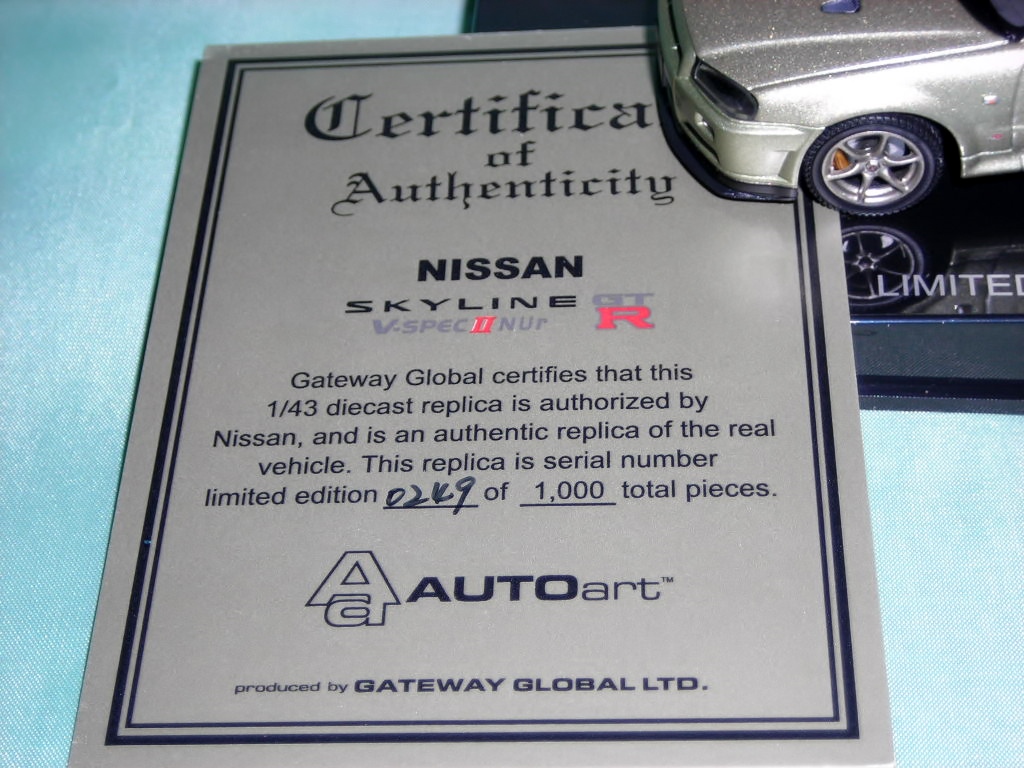 Certifica
of
Authenticity
NISSAN
SKYLINE GT
V·SPEC II Nür R
Gateway Global certifies that this
1/43 diecast replica is authorized by
Nissan, and is an authentic replica of the real
vehicle. This replica is serial number
limited edition 0249 of 1,000 total pieces.
Aa AUTOart™
produced by GATEWAY GLOBAL LTD.
LIMITED